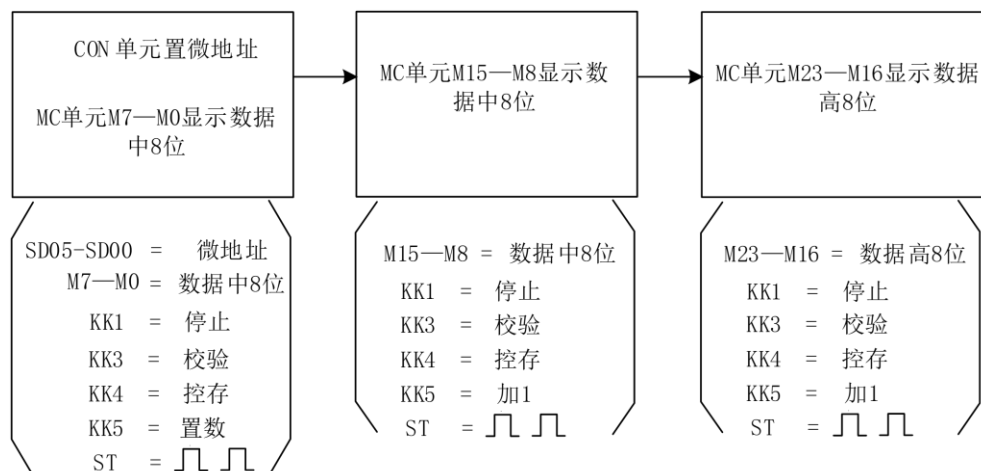 CON 单元置微地址
MC单元M7—M0显示数据
中8位
MC单元M15—M8显示数
据中8位
MC单元M23—M16显示数据
高8位
SD05-SD00 = 微地址
M7—M0 = 数据中8位
KK1 = 停止
KK3 = 校验
KK4 = 控存
KK5 = 置数
ST =
M15—M8 = 数据中8位
KK1 = 停止
KK3 = 校验
KK4 = 控存
KK5 = 加1
ST =
M23—M16 = 数据高8位
KK1 = 停止
KK3 = 校验
KK4 = 控存
KK5 = 加1
ST =